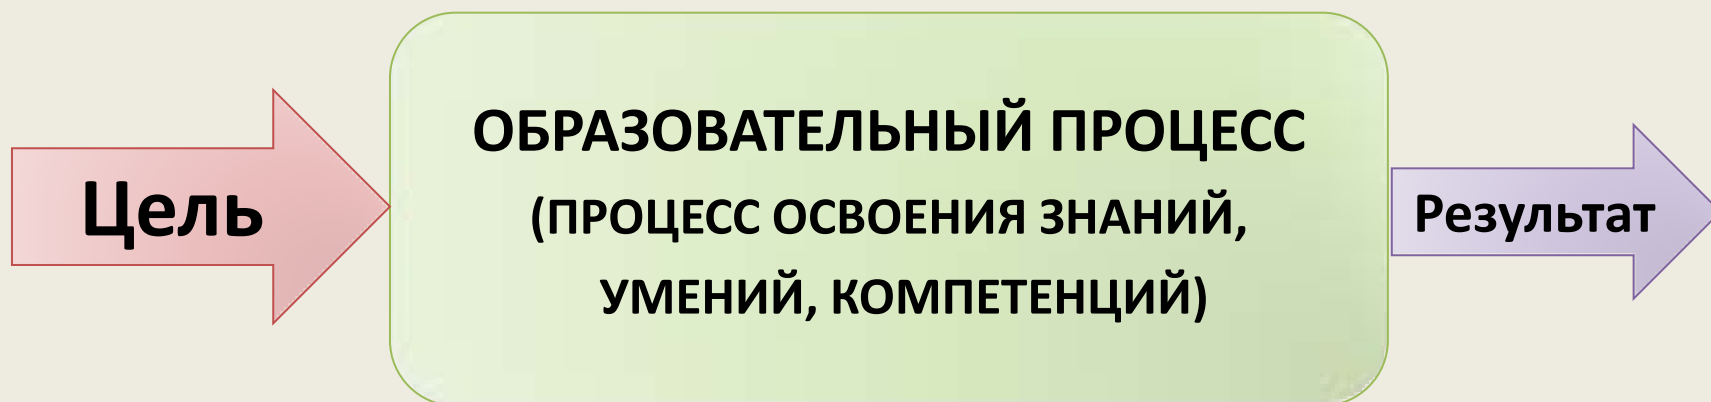 Цель
ОБРАЗОВАТЕЛЬНЫЙ ПРОЦЕСС
(ПРОЦЕСС ОСВОЕНИЯ ЗНАНИЙ,
УМЕНИЙ, КОМПЕТЕНЦИЙ)
Результат